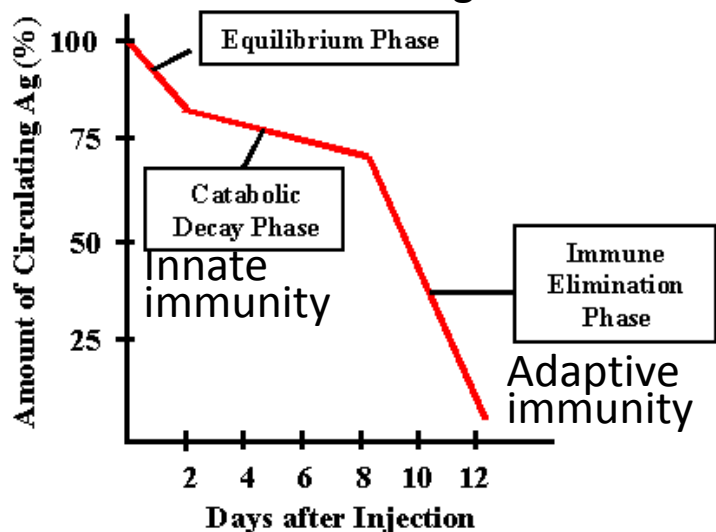 Amount of Circulating Ag (%)
100
75
50
25
Equilibrium Phase
Catabolic
Decay Phase
Innate
immunity
Immune
Elimination
Phase
Adaptive
immunity
2 4 6 8 10 12
Days after Injection